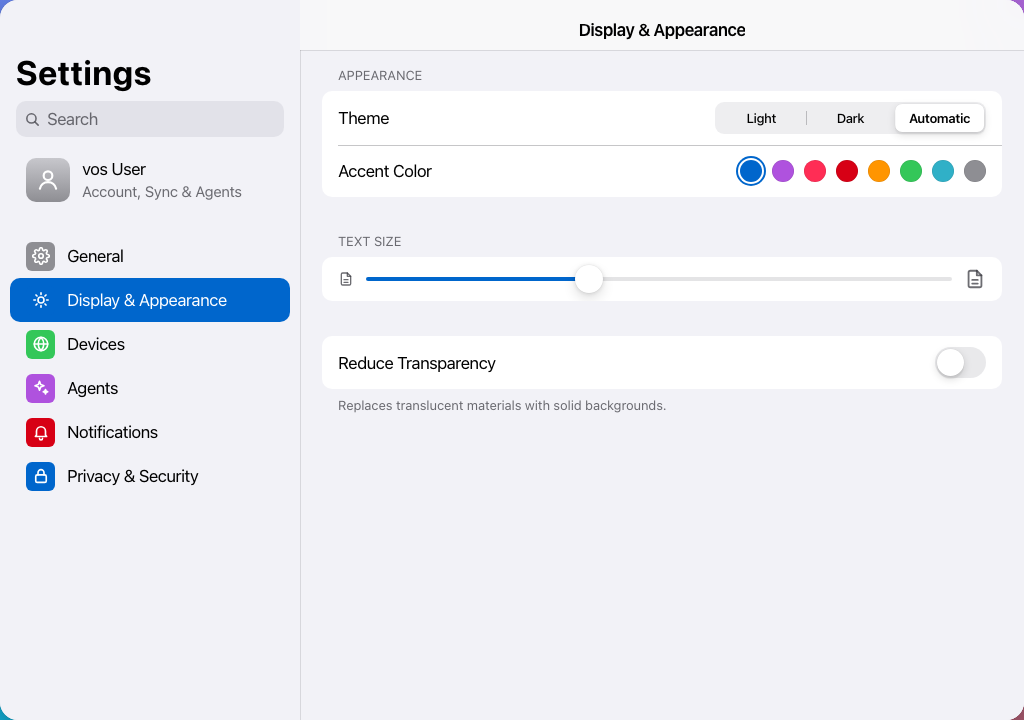 Display & Appearance
Settings
Search
vos User
Account, Sync & Agents
General
Display & Appearance
Devices
Agents
Notifications
Privacy & Security
APPEARANCE
Theme
Light
Dark
Automatic
Accent Color
TEXT SIZE
Reduce Transparency
Replaces translucent materials with solid backgrounds.